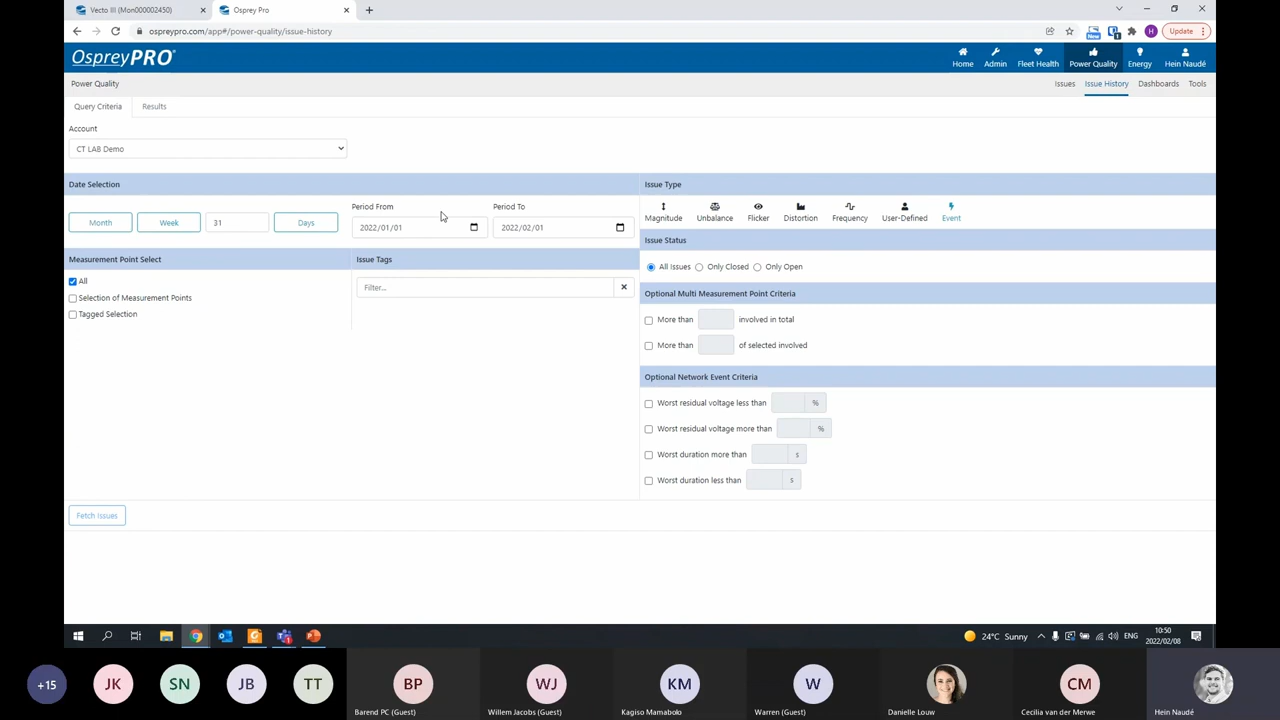 Vecto III (Mon000002450)
Osprey Pro
ospreypro.com/app#/power-quality/issue-history
New
1
H
Update
OspreyPRO®
Home
Admin
Fleet Health
Power Quality
Energy
Hein Naudé
Power Quality
Issues
Issue History
Dashboards
Tools
Query Criteria
Results
Account
CT LAB Demo
Date Selection
Month
Week
31
Days
Period From
2022/01/01
Period To
2022/02/01
Measurement Point Select
All
Selection of Measurement Points
Tagged Selection
Issue Tags
Filter...
Issue Type
Magnitude
Unbalance
Flicker
Distortion
Frequency
User-Defined
Event
Issue Status
All Issues
Only Closed
Only Open
Optional Multi Measurement Point Criteria
More than
involved in total
More than
of selected involved
Optional Network Event Criteria
Worst residual voltage less than
%
Worst residual voltage more than
%
Worst duration more than
s
Worst duration less than
s
Fetch Issues
24°C Sunny
ENG
10:50
2022/02/08
+15
JK
SN
JB
TT
BP
Barend PC (Guest)
WJ
Willem Jacobs (Guest)
KM
Kagiso Mamabolo
W
Warren (Guest)
Danielle Louw
CM
Cecilia van der Merwe
Hein Naudé